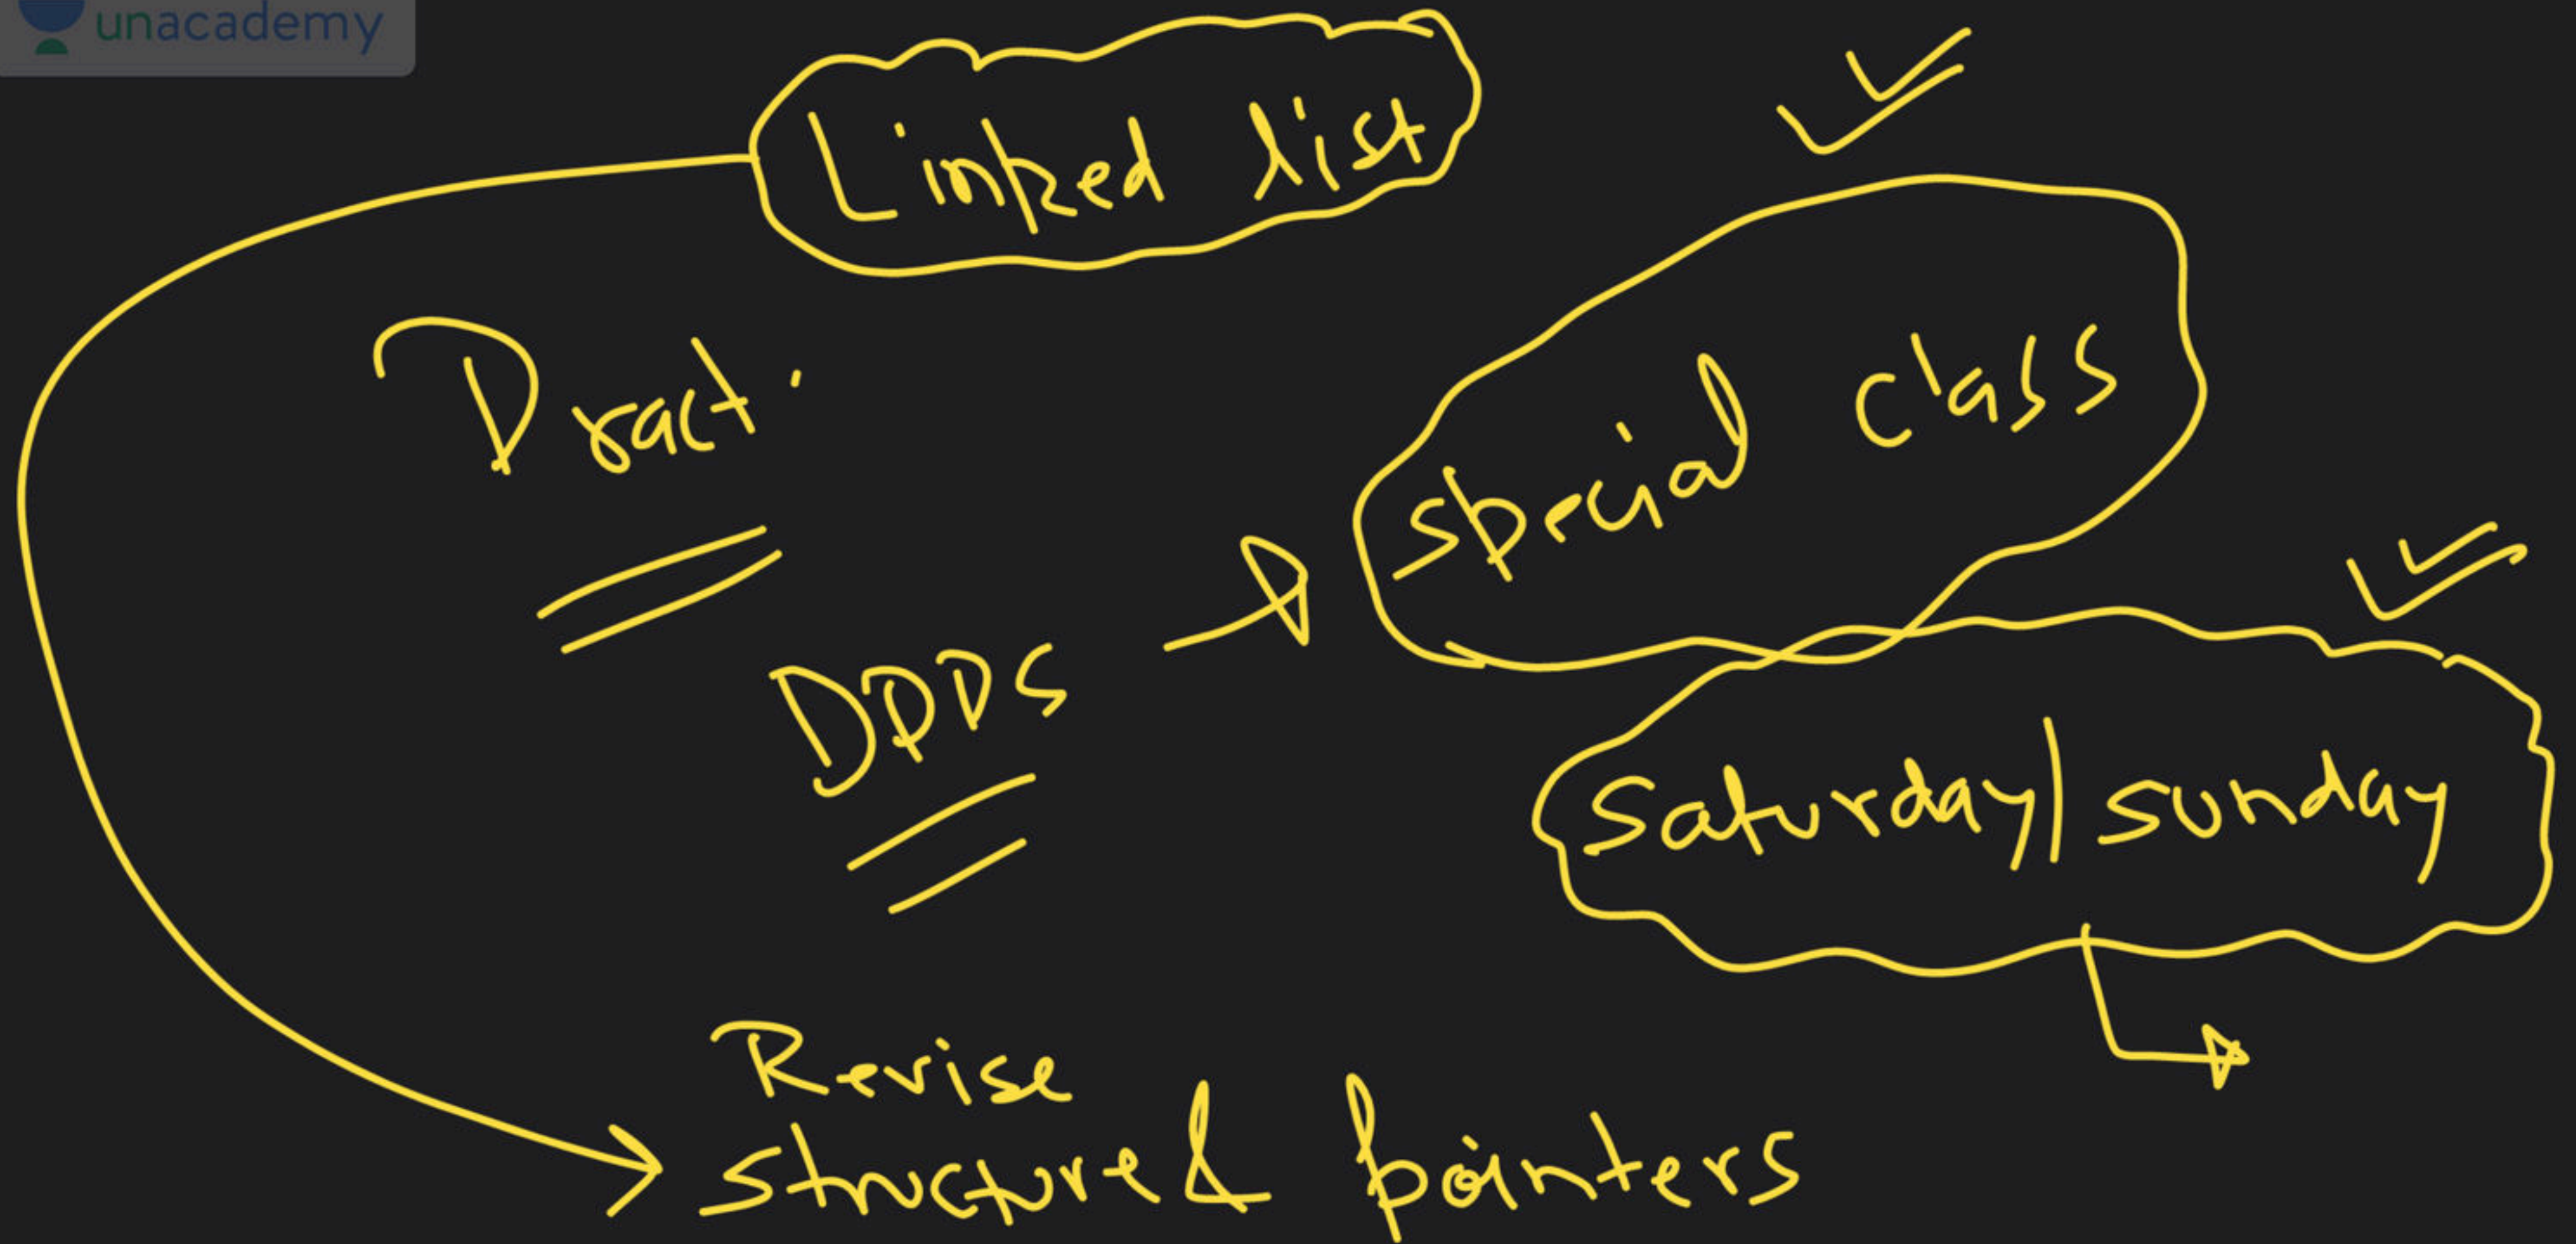 unacademy
Linked list
Pract.
DPPS
special class
Saturday/sunday
Revise
structure & pointers